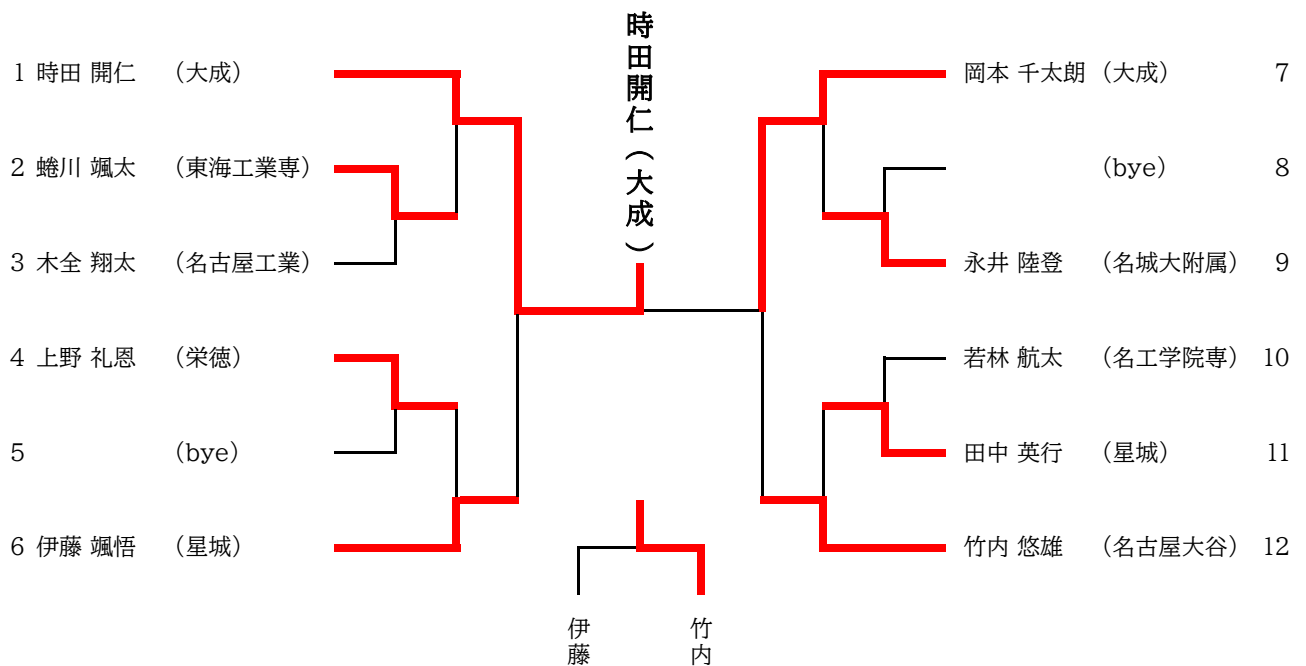 時田開仁（大成）
1 時田 開仁 （大成）
2 蜷川 颯太 （東海工業専）
3 木全 翔太 （名古屋工業）
4 上野 礼恩 （栄徳）
5 （bye）
6 伊藤 颯悟 （星城）
岡本 千太朗 （大成） 7
（bye） 8
永井 陸登 （名城大附属） 9
若林 航太 （名工学院専） 10
田中 英行 （星城） 11
竹内 悠雄 （名古屋大谷） 12
伊藤
竹内